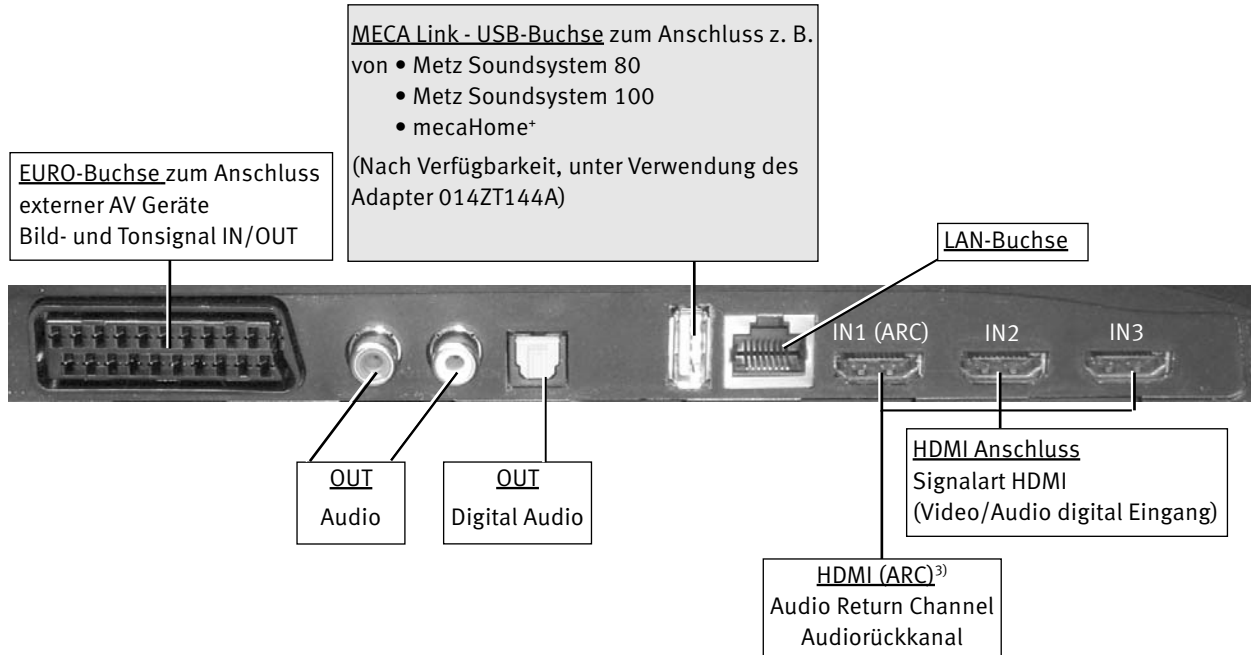 MECA Link - USB-Buchse zum Anschluss z. B.
von • Metz Soundsystem 80
• Metz Soundsystem 100
• mecaHome+
(Nach Verfügbarkeit, unter Verwendung des
Adapter 014ZT144A)
EURO-Buchse zum Anschluss
externer AV Geräte
Bild- und Tonsignal IN/OUT
LAN-Buchse
IN1 (ARC)
IN2
IN3
OUT
Audio
OUT
Digital Audio
HDMI Anschluss
Signalart HDMI
(Video/Audio digital Eingang)
HDMI (ARC)3)
Audio Return Channel
Audiorückkanal